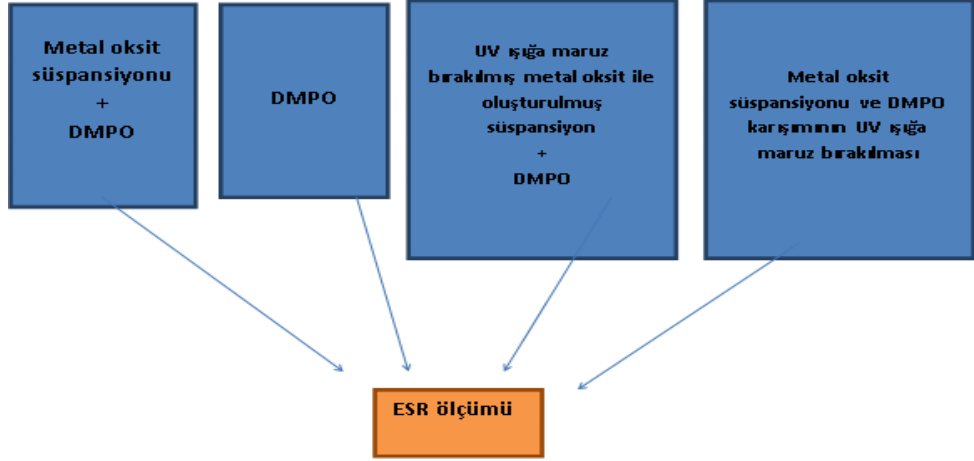 Metal oksit
süspansiyonu
+
DMPO
DMPO
UV ışığa maruz
bırakılmış metal oksit ile
oluşturulmuş
süspansiyon
+
DMPO
Metal oksit
süspansiyonu ve DMPO
karışımının UV ışığa
maruz bırakılması
ESR ölçümü